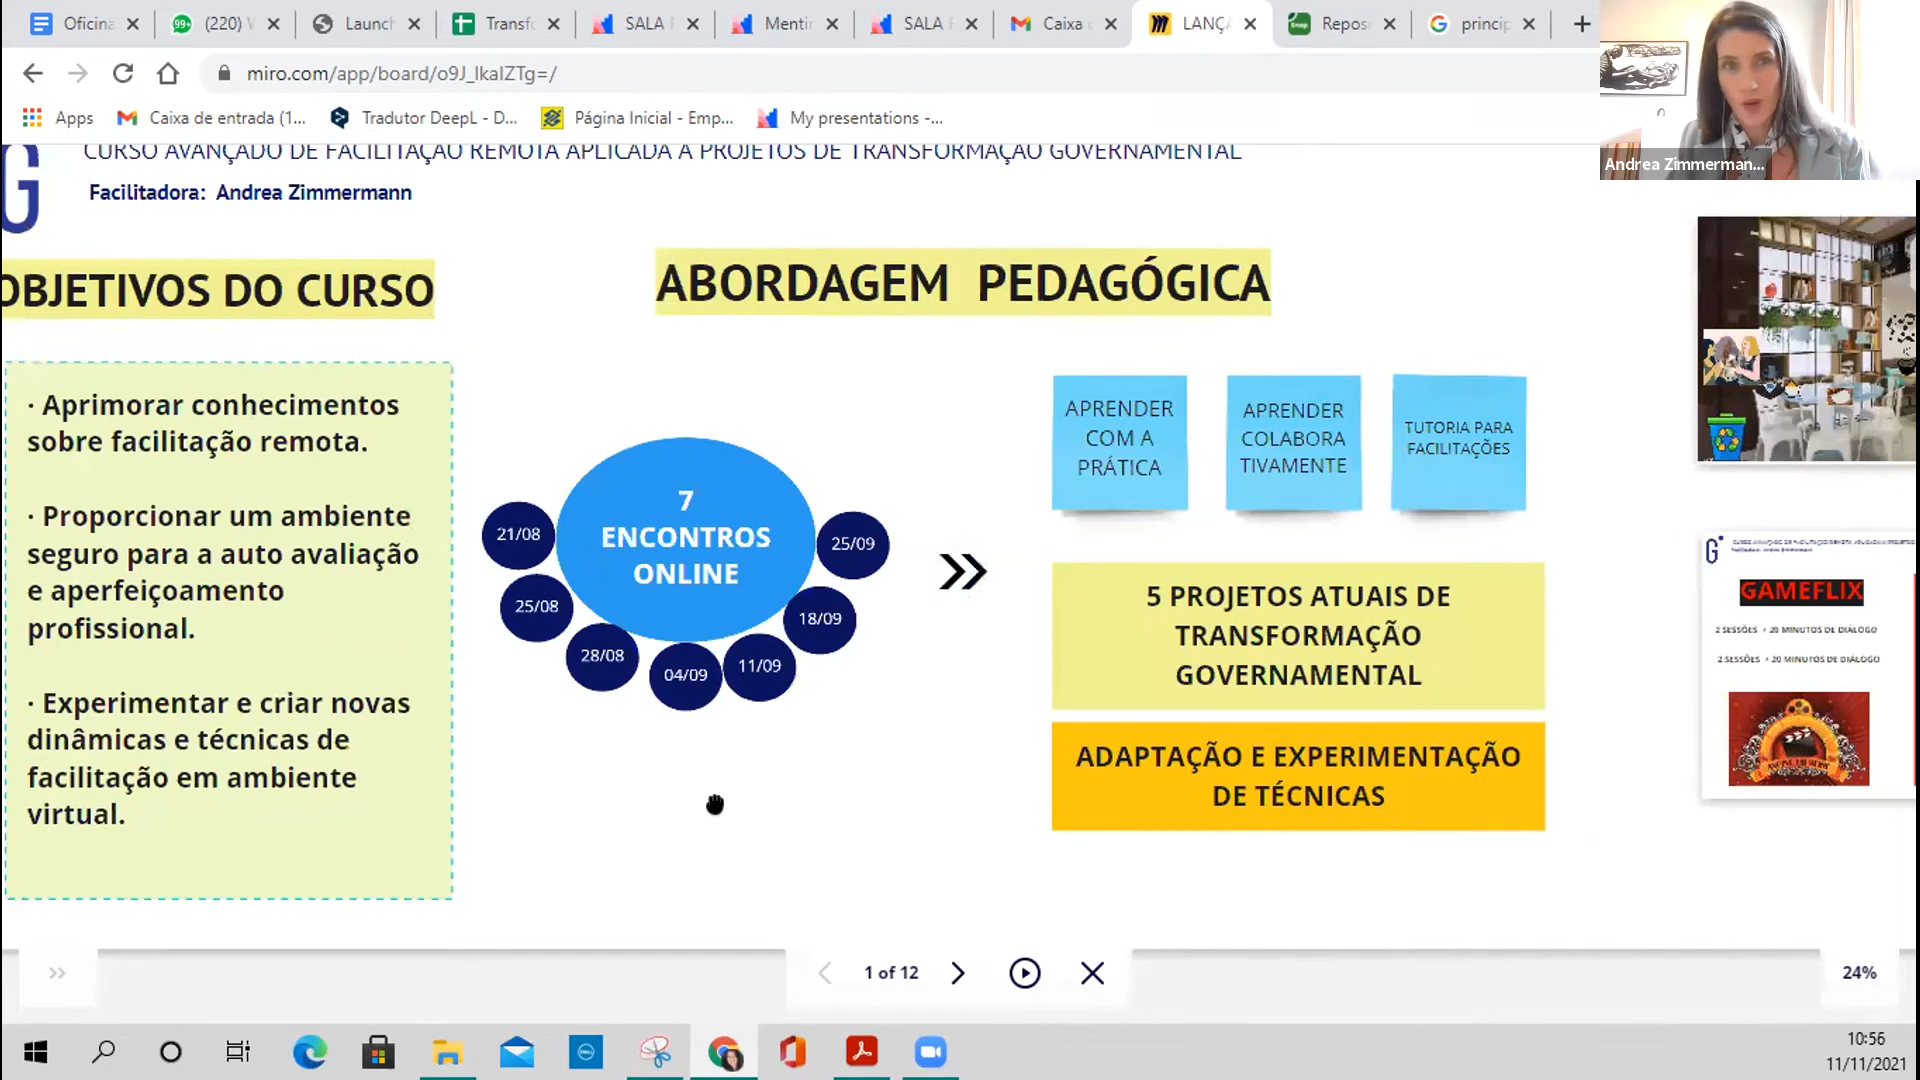 Oficina
(220) W
Launch
Transfo
SALA F
Mentir
SALA F
Caixa
LANÇA
Repos
princip
miro.com/app/board/o9J_lkaIZTg=/
Apps
Caixa de entrada (1...
Tradutor DeepL - D...
Página Inicial - Emp...
My presentations -...
Andrea Zimmerman...
CURSO AVANÇADO DE FACILITAÇÃO REMOTA APLICADA A PROJETOS DE TRANSFORMAÇÃO GOVERNAMENTAL
G
Facilitadora: Andrea Zimmermann
OBJETIVOS DO CURSO
· Aprimorar conhecimentos
sobre facilitação remota.
· Proporcionar um ambiente
seguro para a auto avaliação
e aperfeiçoamento
profissional.
· Experimentar e criar novas
dinâmicas e técnicas de
facilitação em ambiente
virtual.
ABORDAGEM PEDAGÓGICA
7
ENCONTROS
ONLINE
21/08
25/08
28/08
04/09
11/09
18/09
25/09
APRENDER
COM A
PRÁTICA
APRENDER
COLABORA
TIVAMENTE
TUTORIA PARA
FACILITAÇÕES
5 PROJETOS ATUAIS DE
TRANSFORMAÇÃO
GOVERNAMENTAL
ADAPTAÇÃO E EXPERIMENTAÇÃO
DE TÉCNICAS
G
GAMEFLIX
2 SESSÕES + 20 MINUTOS DE DIÁLOGO
2 SESSÕES + 20 MINUTOS DE DIÁLOGO
1 of 12
24%
10:56
11/11/2021